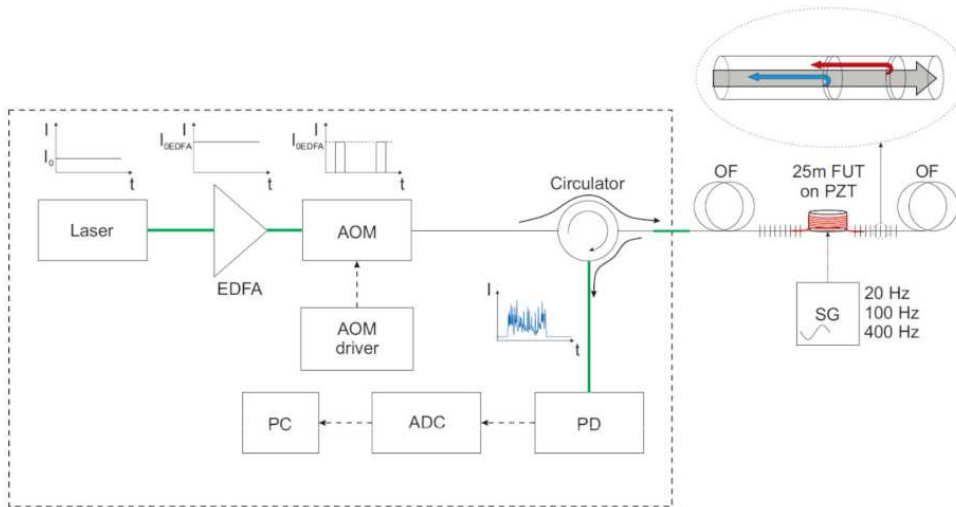 I
I₀
t
I
I₀EDFA
t
I
I₀EDFA
t
Laser
EDFA
AOM
AOM
driver
Circulator
I
t
PC
ADC
PD
OF
25m FUT
on PZT
OF
SG
20 Hz
100 Hz
400 Hz